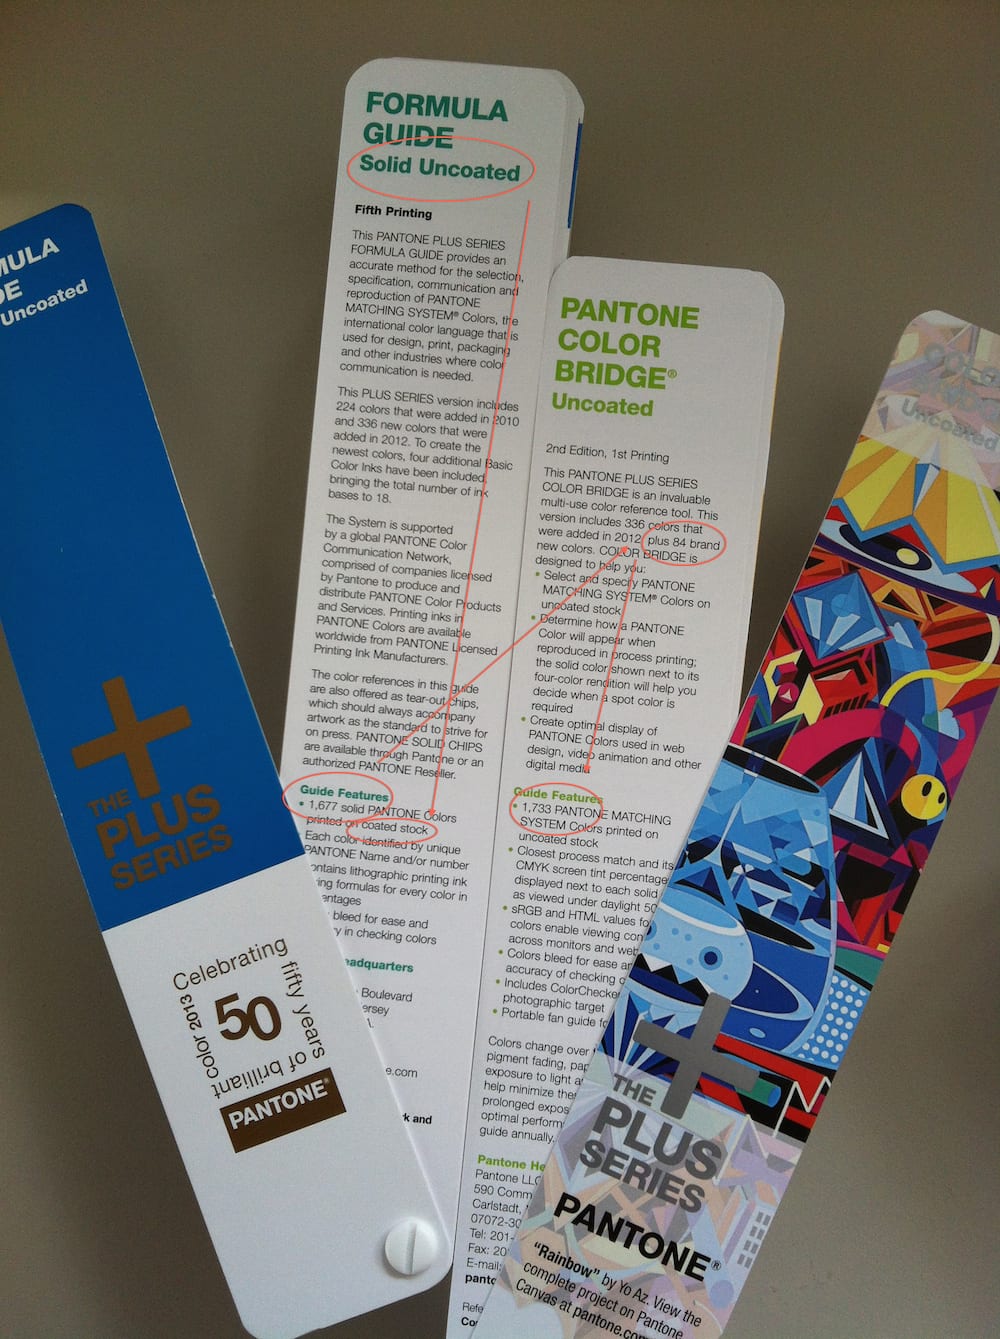 MULA
DE
Uncoated
THE
PLUS
SERIES
Celebrating fifty years of brilliant color 2013
50
PANTONE®
FORMULA
GUIDE
Solid Uncoated
Fifth Printing
This PANTONE PLUS SERIES
FORMULA GUIDE provides an
accurate method for the selection,
specification, communication and
reproduction of PANTONE
MATCHING SYSTEM® Colors, the
international color language that is
used for design, print, packaging
and other industries where color
communication is needed.
This PLUS SERIES version includes
224 colors that were added in 2010
and 336 new colors that were
added in 2012. To create the
newest colors, four additional Basic
Color Inks have been included,
bringing the total number of ink
bases to 18.
The System is supported
by a global PANTONE Color
Communication Network,
comprised of companies licensed
by Pantone to produce and
distribute PANTONE Color Products
and Services. Printing inks in
PANTONE Colors are available
worldwide from PANTONE Licensed
Printing Ink Manufacturers.
The color references in this guide
are also offered as tear-out chips,
which should always accompany
artwork as the standard to strive for
on press. PANTONE SOLID CHIPS
are available through Pantone or an
authorized PANTONE Reseller.
Guide Features
• 1,677 solid PANTONE Colors
printed on coated stock
Each color identified by unique
PANTONE Name and/or number
ontains lithographic printing ink
ing formulas for every color in
entages
bleed for ease and
y in checking colors
eadquarters
Boulevard
ersey
e.com
rk and
PANTONE
COLOR
BRIDGE®
Uncoated
2nd Edition, 1st Printing
This PANTONE PLUS SERIES
COLOR BRIDGE is an invaluable
multi-use color reference tool. This
version includes 336 colors that
were added in 2012 plus 84 brand
new colors. COLOR BRIDGE is
designed to help you:
• Select and specify PANTONE
MATCHING SYSTEM® Colors on
uncoated stock
• Determine how a PANTONE
Color will appear when
reproduced in process printing;
the solid color shown next to its
four-color rendition will help you
decide when a spot color is
required
• Create optimal display of
PANTONE Colors used in web
design, video animation and other
digital media
Guide Features
• 1,733 PANTONE MATCHING
SYSTEM Colors printed on
uncoated stock
• Closest process match and its
CMYK screen tint percentage
displayed next to each solid
as viewed under daylight 50
• sRGB and HTML values fo
colors enable viewing con
across monitors and web
• Colors bleed for ease an
accuracy of checking c
• Includes ColorChecke
photographic target
• Portable fan guide fo
Colors change over
pigment fading, pap
exposure to light a
help minimize the
prolonged expos
optimal perform
guide annually.
Pantone He
Pantone LLC
590 Comm
Carlstadt,
07072-30
Tel: 201-
Fax: 20
E-mail:
panto
Refe
Co
COLO
BRIDGE
Uncoated
THE
PLUS
SERIES
PANTONE®
"Rainbow" by Yo Az. View the
complete project on Pantone
Canvas at pantone.com